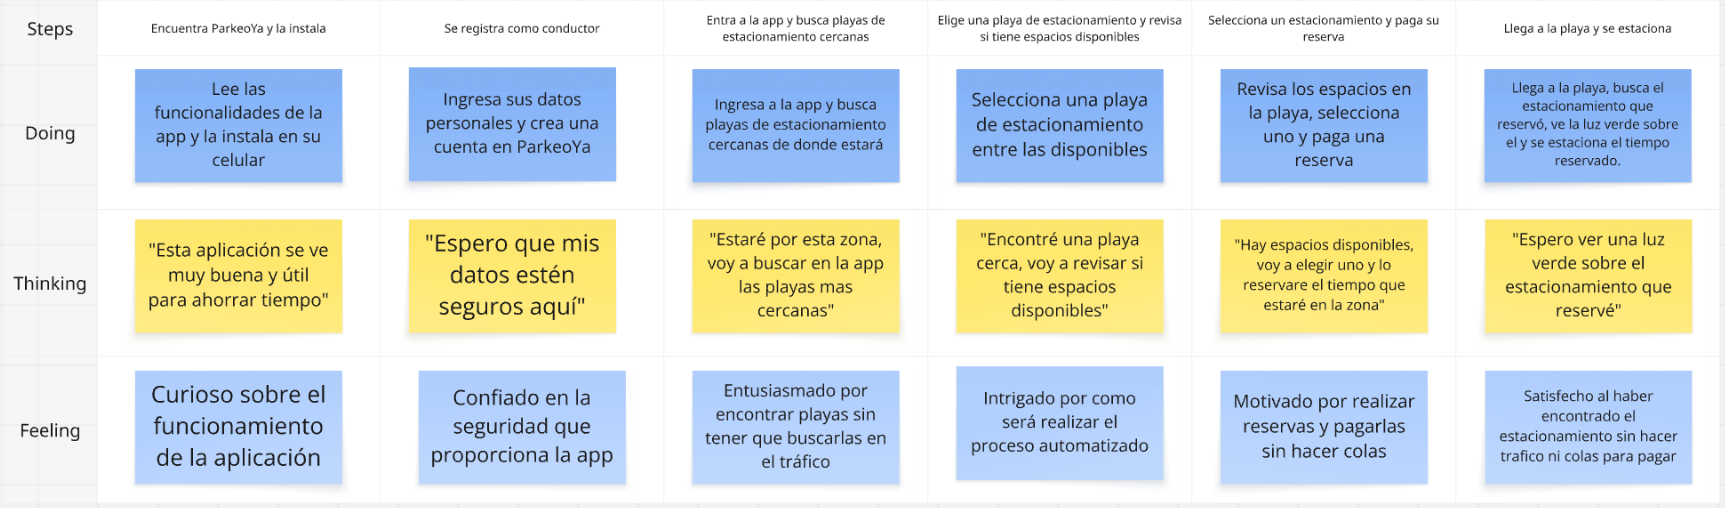 Steps
Encuentra ParkeoYa y la instala
Se registra como conductor
Entra a la app y busca playas de
estacionamiento cercanas
Elige una playa de estacionamiento y revisa
si tiene espacios disponibles
Selecciona un estacionamiento y paga su
reserva
Llega a la playa y se estaciona
Doing
Lee las
funcionalidades de la
app y la instala en su
celular
Ingresa sus datos
personales y crea una
cuenta en ParkeoYa
Ingresa a la app y busca
playas de estacionamiento
cercanas de donde estará
Selecciona una playa
de estacionamiento
entre las disponibles
Revisa los espacios en
la playa, selecciona
uno y paga una
reserva
Llega a la playa, busca el
estacionamiento que
reservó, ve la luz verde sobre
el y se estaciona el tiempo
reservado.
Thinking
"Esta aplicación se ve
muy buena y útil
para ahorrar tiempo"
"Espero que mis
datos estén
seguros aquí"
"Estaré por esta zona,
voy a buscar en la app
las playas mas
cercanas"
"Encontré una playa
cerca, voy a revisar si
tiene espacios
disponibles"
"Hay espacios disponibles,
voy a elegir uno y lo
reservare el tiempo que
estaré en la zona"
"Espero ver una luz
verde sobre el
estacionamiento que
reservé"
Feeling
Curioso sobre el
funcionamiento
de la aplicación
Confiado en la
seguridad que
proporciona la app
Entusiasmado por
encontrar playas sin
tener que buscarlas en
el tráfico
Intrigado por como
será realizar el
proceso automatizado
Motivado por realizar
reservas y pagarlas
sin hacer colas
Satisfecho al haber
encontrado el
estacionamiento sin hacer
trafico ni colas para pagar